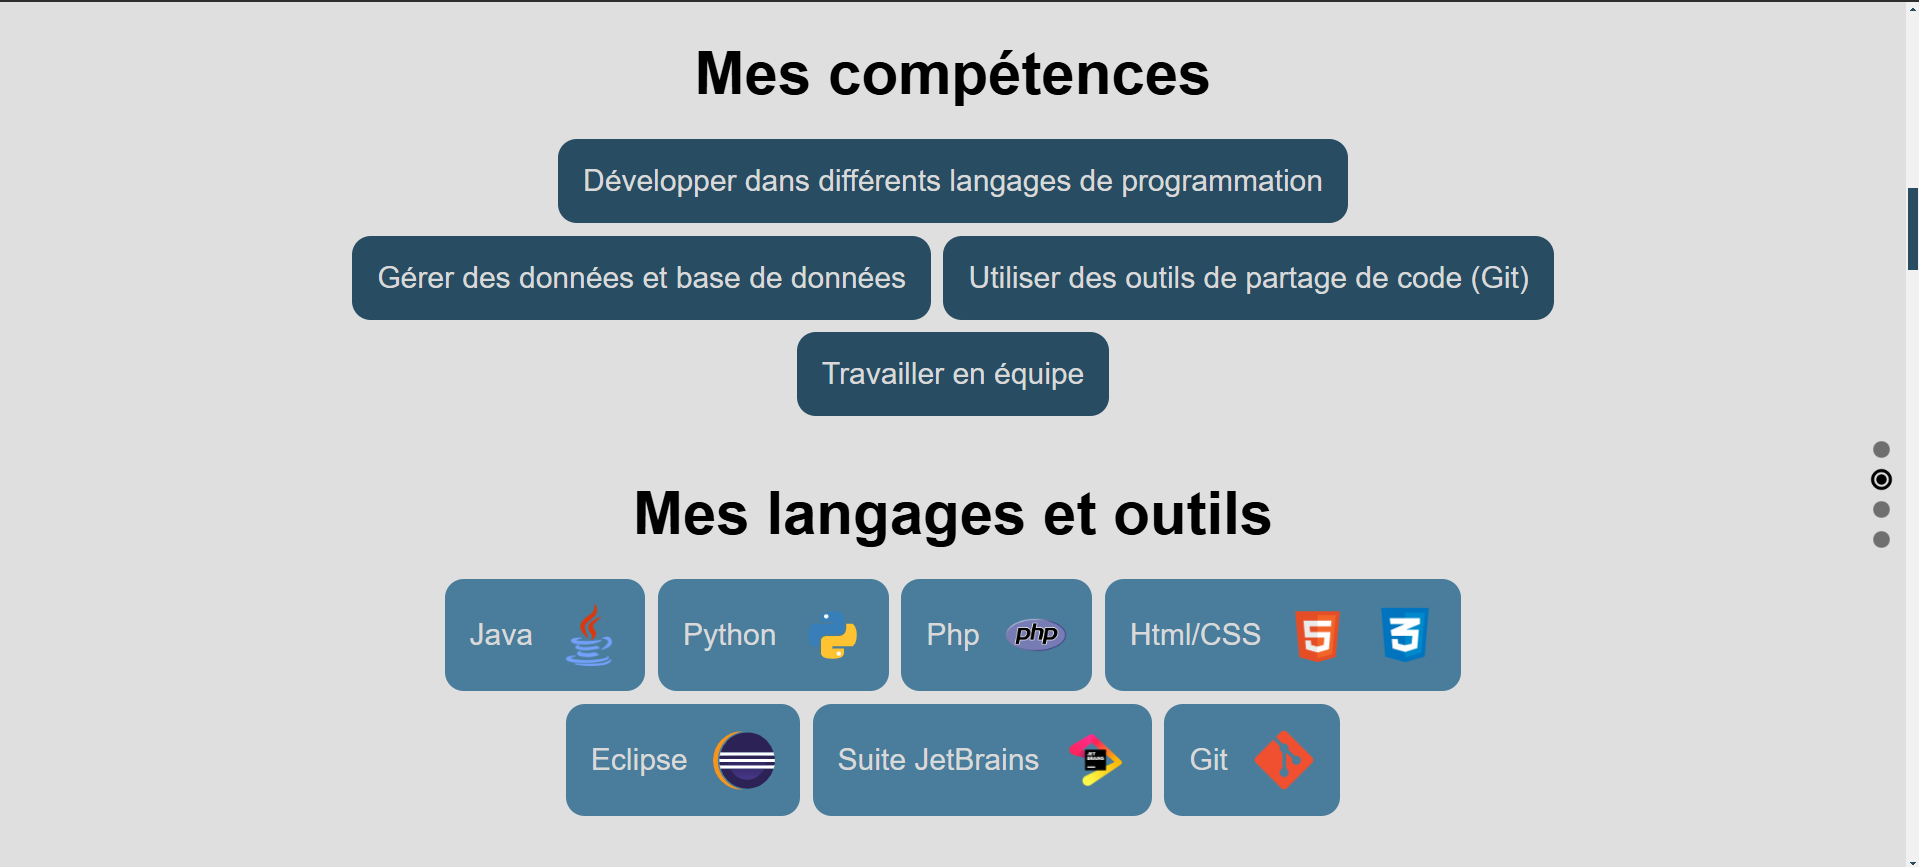 Mes compétences
Développer dans différents langages de programmation
Gérer des données et base de données
Utiliser des outils de partage de code (Git)
Travailler en équipe
Mes langages et outils
Java
Python
Php
php
Html/CSS
5
3
Eclipse
Suite JetBrains
JET
BRAINS
Git